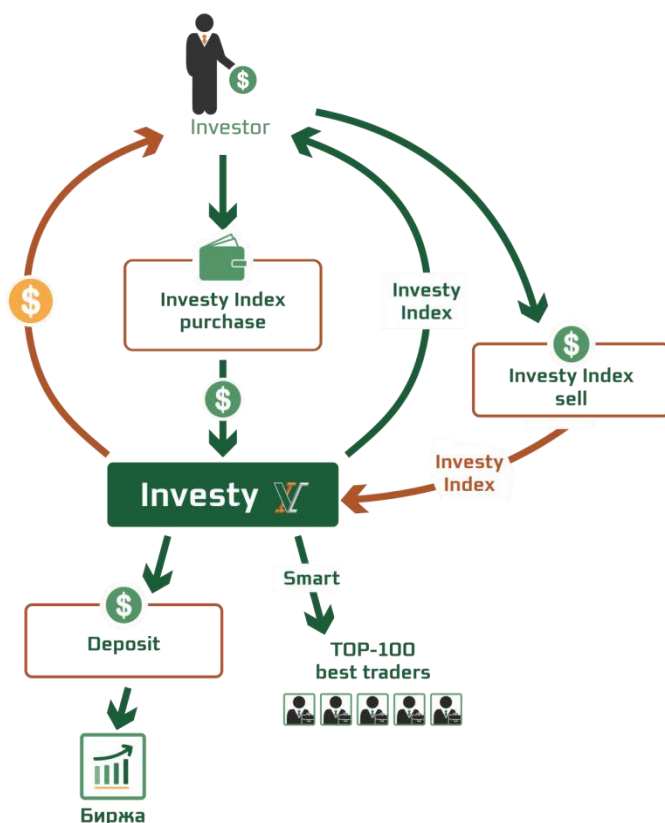 Investor
Investy Index
purchase
Investy
Index
Investy Index
sell
Investy
Index
Investy
Smart
Deposit
TOP-100
best traders
Биржа